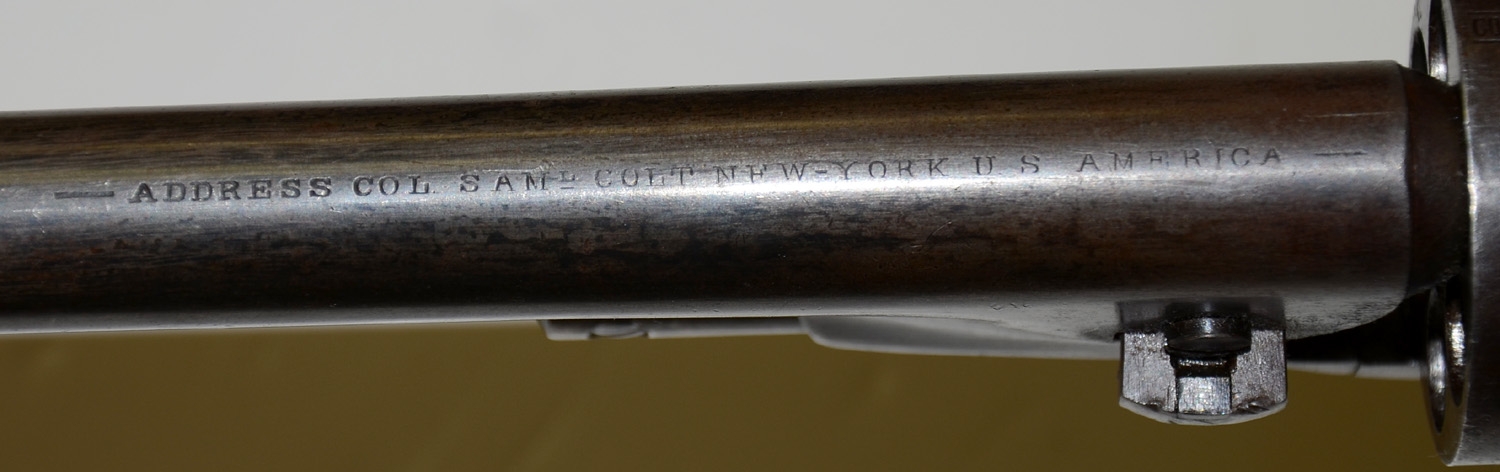 — ADDRESS COL. SAMᴸ COLT NEW-YORK U S AMERICA —